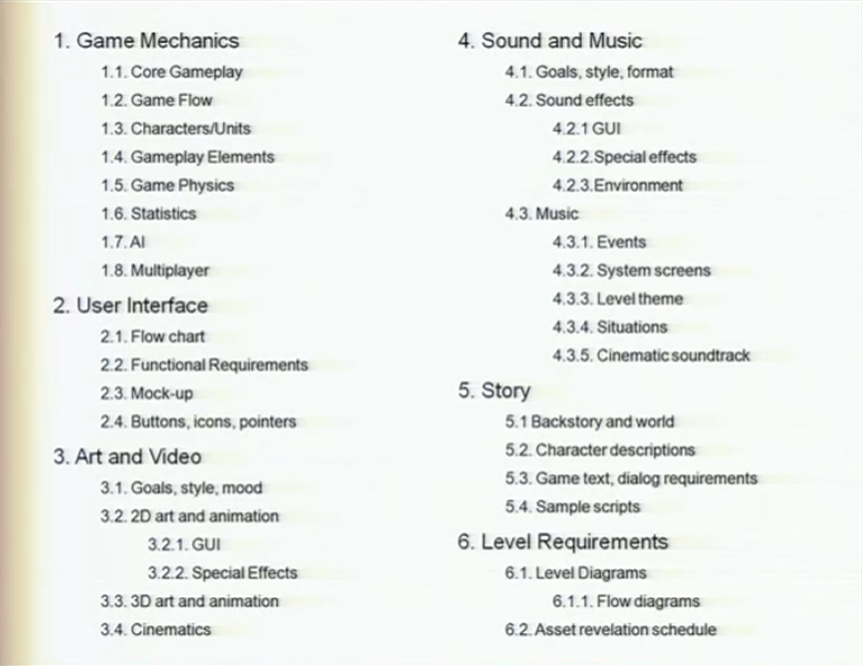 1. Game Mechanics
1.1. Core Gameplay
1.2. Game Flow
1.3. Characters/Units
1.4. Gameplay Elements
1.5. Game Physics
1.6. Statistics
1.7. AI
1.8. Multiplayer
2. User Interface
2.1. Flow chart
2.2. Functional Requirements
2.3. Mock-up
2.4. Buttons, icons, pointers
3. Art and Video
3.1. Goals, style, mood
3.2. 2D art and animation
3.2.1. GUI
3.2.2. Special Effects
3.3. 3D art and animation
3.4. Cinematics
4. Sound and Music
4.1. Goals, style, format
4.2. Sound effects
4.2.1 GUI
4.2.2. Special effects
4.2.3. Environment
4.3. Music
4.3.1. Events
4.3.2. System screens
4.3.3. Level theme
4.3.4. Situations
4.3.5. Cinematic soundtrack
5. Story
5.1 Backstory and world
5.2. Character descriptions
5.3. Game text, dialog requirements
5.4. Sample scripts
6. Level Requirements
6.1. Level Diagrams
6.1.1. Flow diagrams
6.2. Asset revelation schedule